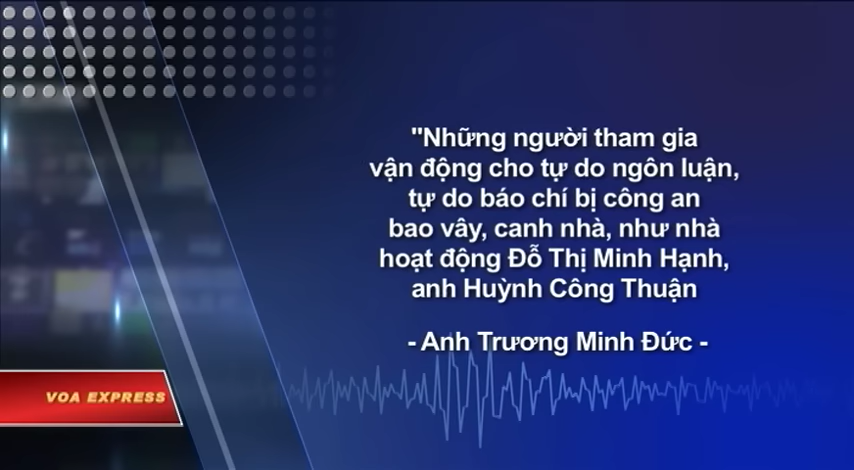 "Những người tham gia
vận động cho tự do ngôn luận,
tự do báo chí bị công an
bao vây, canh nhà, như nhà
hoạt động Đỗ Thị Minh Hạnh,
anh Huỳnh Công Thuận
- Anh Trương Minh Đức -
VOA EXPRESS